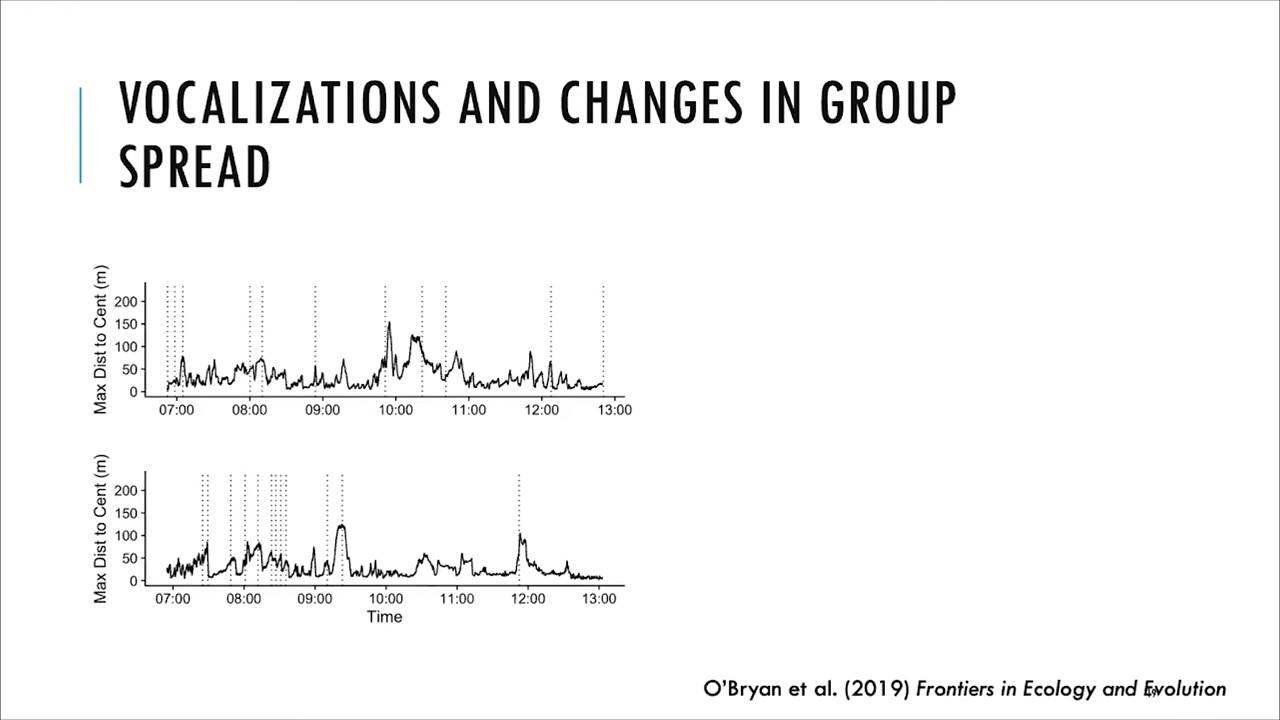 VOCALIZATIONS AND CHANGES IN GROUP
SPREAD
Max Dist to Cent (m)
200
150
100
50
0
07:00 08:00 09:00 10:00 11:00 12:00 13:00
Max Dist to Cent (m)
200
150
100
50
0
07:00 08:00 09:00 10:00 11:00 12:00 13:00
Time
O'Bryan et al. (2019) Frontiers in Ecology and Evolution
49